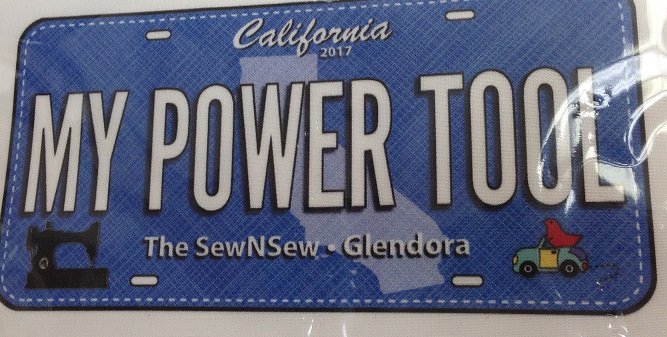 California
2017
MY POWER TOOL
The SewNSew • Glendora